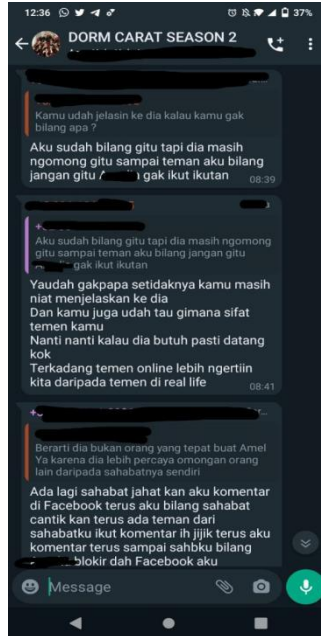 12:36
37%
DORM CARAT SEASON 2
Kamu udah jelasin ke dia kalau kamu gak
bilang apa ?
Aku sudah bilang gitu tapi dia masih
ngomong gitu sampai teman aku bilang
jangan gitu gak ikut ikutan
08:39
Aku sudah bilang gitu tapi dia masih ngomong
gitu sampai teman aku bilang jangan gitu
gak ikut ikutan
Yaudah gakpapa setidaknya kamu masih
niat menjelaskan ke dia
Dan kamu juga udah tau gimana sifat
temen kamu
Nanti nanti kalau dia butuh pasti datang
kok
Terkadang temen online lebih ngertiin
kita daripada temen di real life
08:41
Berarti dia bukan orang yang tepat buat Amel
Ya karena dia lebih percaya omongan orang
lain daripada sahabatnya sendiri
Ada lagi sahabat jahat kan aku komentar
di Facebook terus aku bilang sahabat
cantik kan terus ada teman dari
sahabatku ikut komentar ih jijik terus aku
komentar terus sampai sahbku bilang
blokir dah Facebook aku
Message